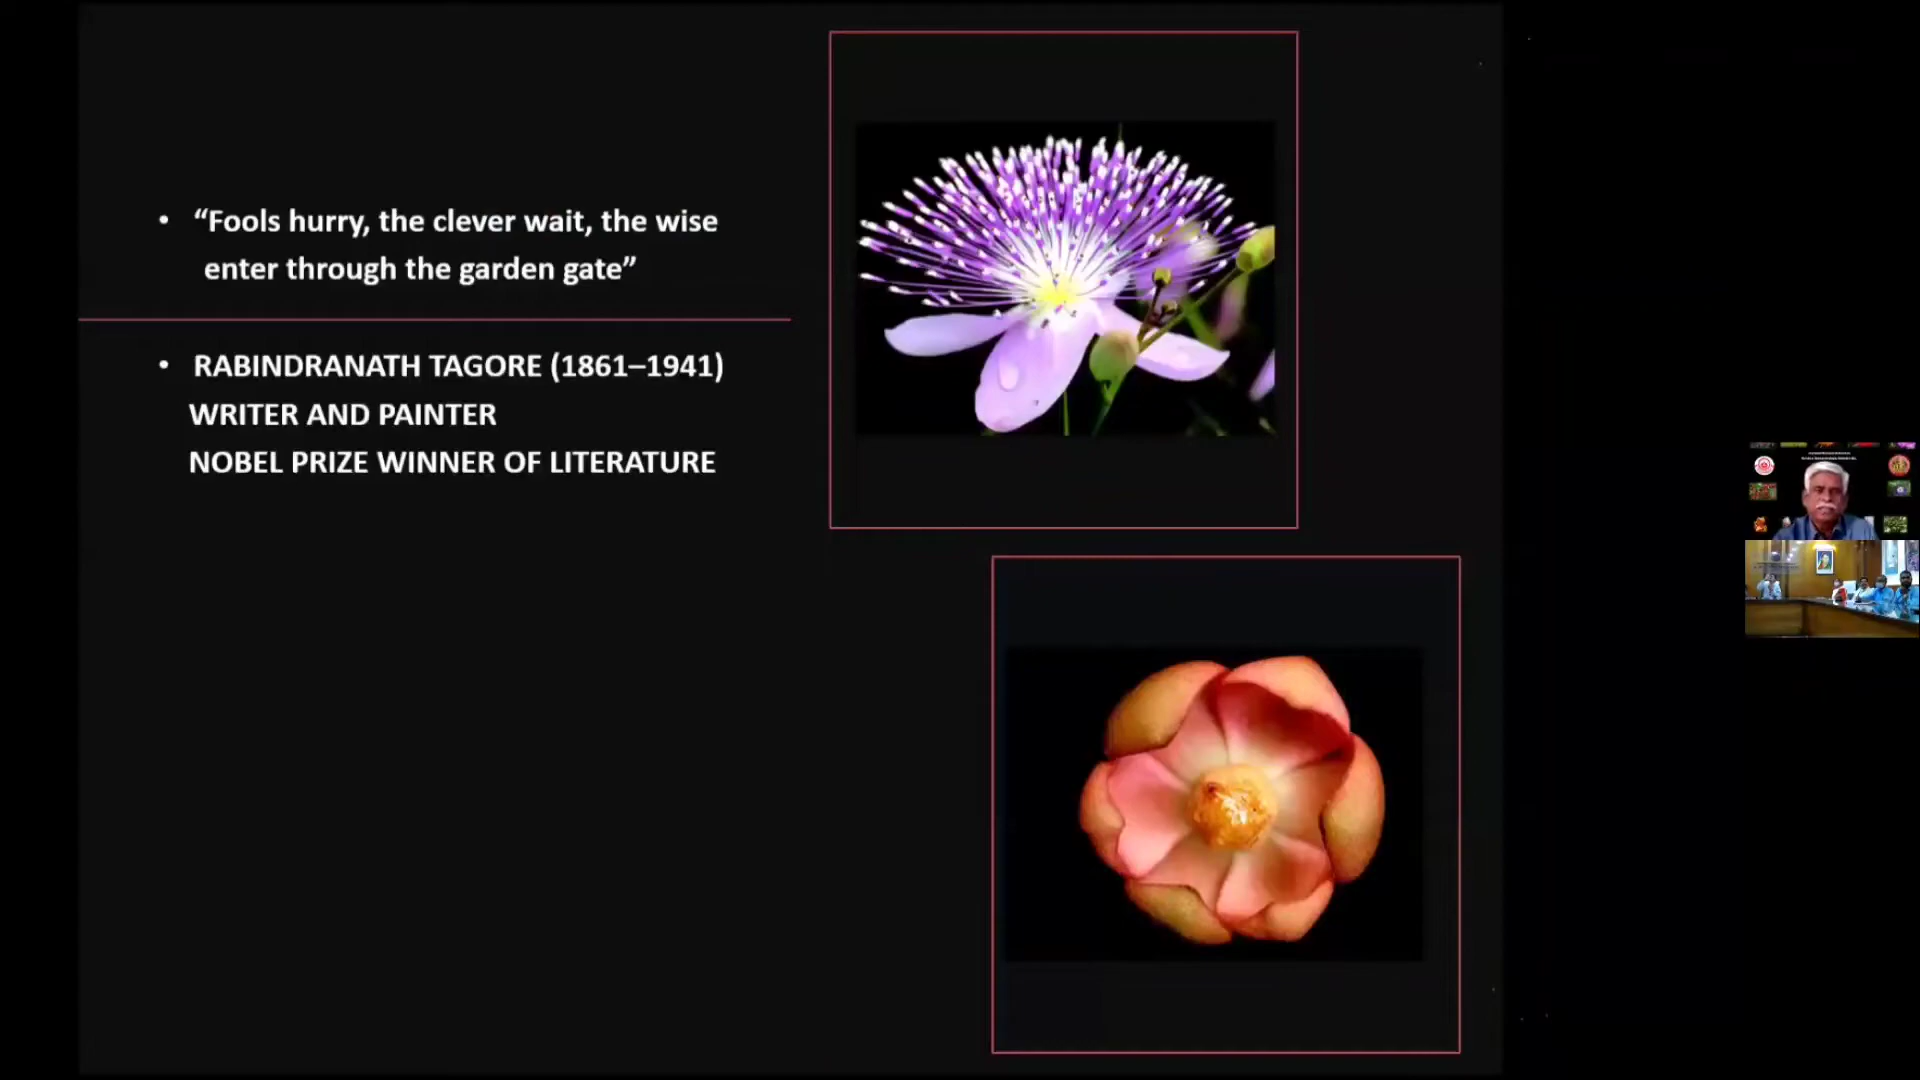 • “Fools hurry, the clever wait, the wise
enter through the garden gate”
• RABINDRANATH TAGORE (1861–1941)
WRITER AND PAINTER
NOBEL PRIZE WINNER OF LITERATURE